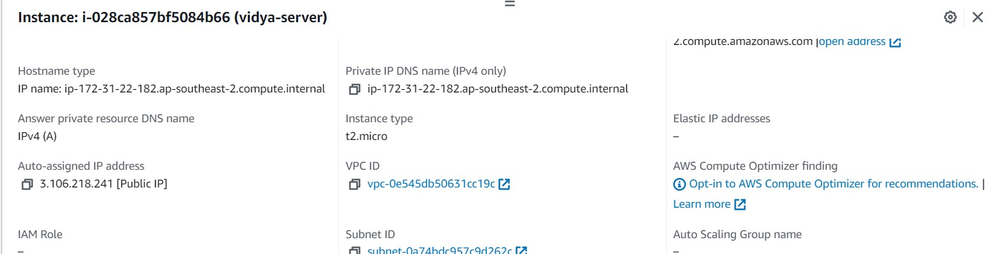 Instance: i-028ca857bf5084b66 (vidya-server)
2.compute.amazonaws.com |open address
Hostname type
IP name: ip-172-31-22-182.ap-southeast-2.compute.internal
Private IP DNS name (IPv4 only)
ip-172-31-22-182.ap-southeast-2.compute.internal
Answer private resource DNS name
IPv4 (A)
Instance type
t2.micro
Elastic IP addresses
–
Auto-assigned IP address
3.106.218.241 [Public IP]
VPC ID
vpc-0e545db50631cc19c
AWS Compute Optimizer finding
Opt-in to AWS Compute Optimizer for recommendations. |
Learn more
IAM Role
–
Subnet ID
subnet-0a74bdc957c9d262c
Auto Scaling Group name
–